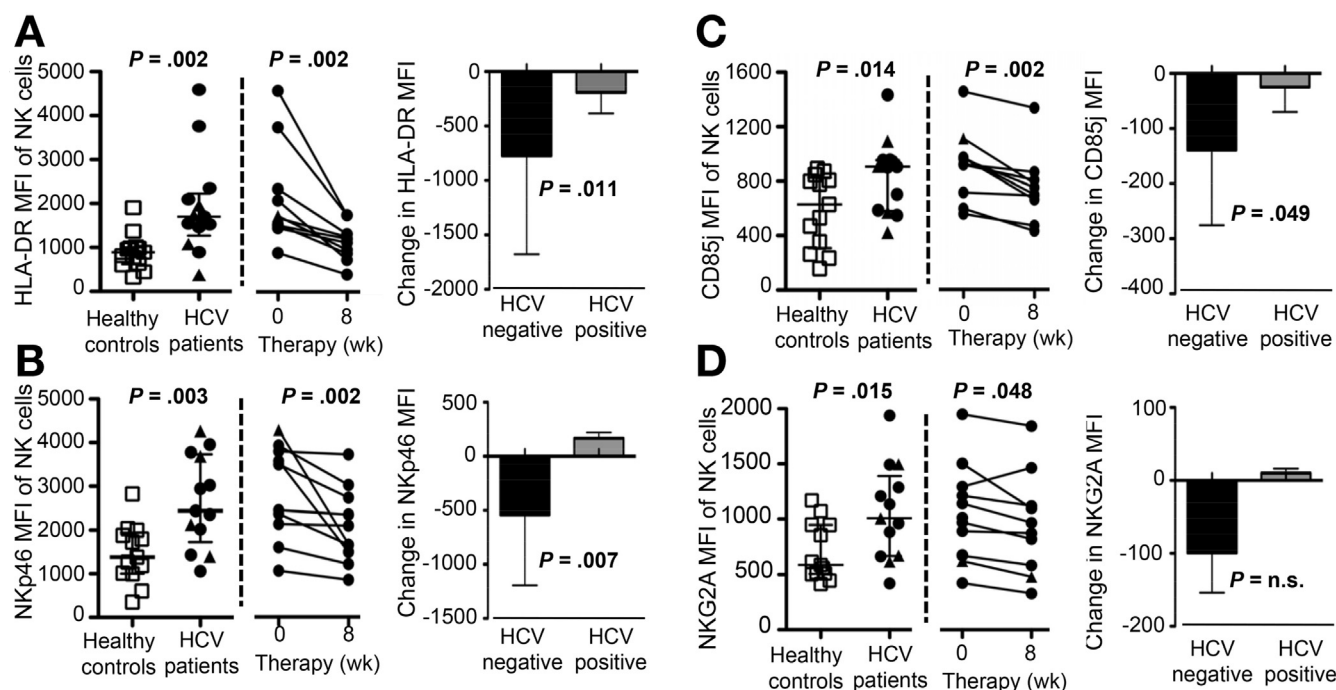 A
HLA-DR MFI of NK cells
P = .002
P = .002
5000
4000
3000
2000
1000
0
Healthy controls
HCV patients
0
8
Therapy (wk)
Change in HLA-DR MFI
0
-500
-1000
-1500
-2000
P = .011
HCV negative
HCV positive
B
NKp46 MFI of NK cells
P = .003
P = .002
5000
4000
3000
2000
1000
0
Healthy controls
HCV patients
0
8
Therapy (wk)
Change in NKp46 MFI
500
0
-500
-1000
-1500
P = .007
HCV negative
HCV positive
C
CD85j MFI of NK cells
P = .014
P = .002
1600
1200
800
400
0
Healthy controls
HCV patients
0
8
Therapy (wk)
Change in CD85j MFI
0
-100
-200
-300
-400
P = .049
HCV negative
HCV positive
D
NKG2A MFI of NK cells
P = .015
P = .048
2000
1500
1000
500
0
Healthy controls
HCV patients
0
8
Therapy (wk)
Change in NKG2A MFI
100
0
-100
-200
P = n.s.
HCV negative
HCV positive